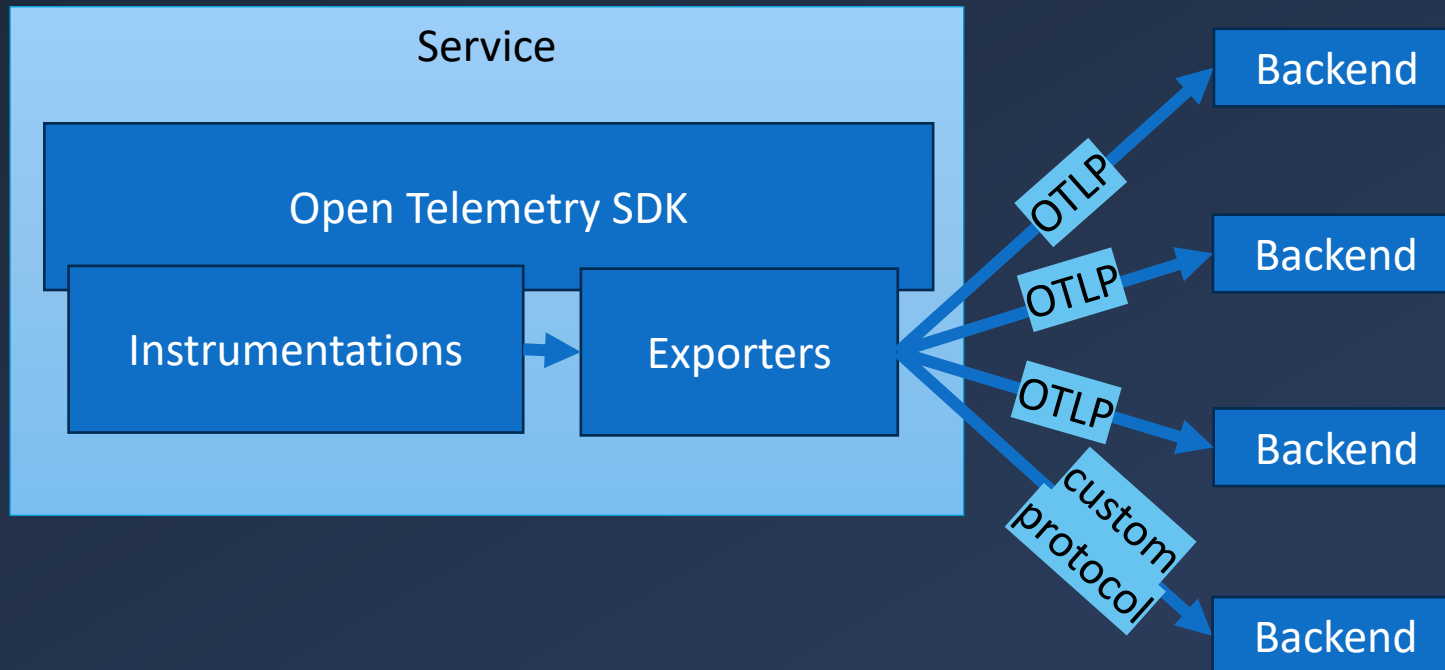 Service
Open Telemetry SDK
Instrumentations
Exporters
OTLP
OTLP
OTLP
custom
protocol
Backend
Backend
Backend
Backend